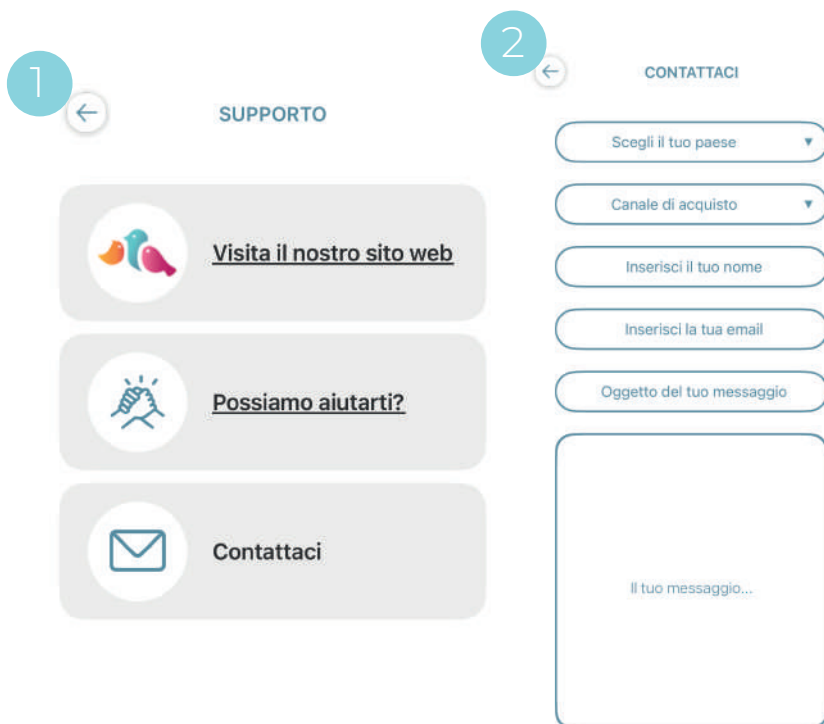 1
SUPPORTO
Visita il nostro sito web
Possiamo aiutarti?
Contattaci
2
CONTATTACI
Scegli il tuo paese
Canale di acquisto
Inserisci il tuo nome
Inserisci la tua email
Oggetto del tuo messaggio
Il tuo messaggio...